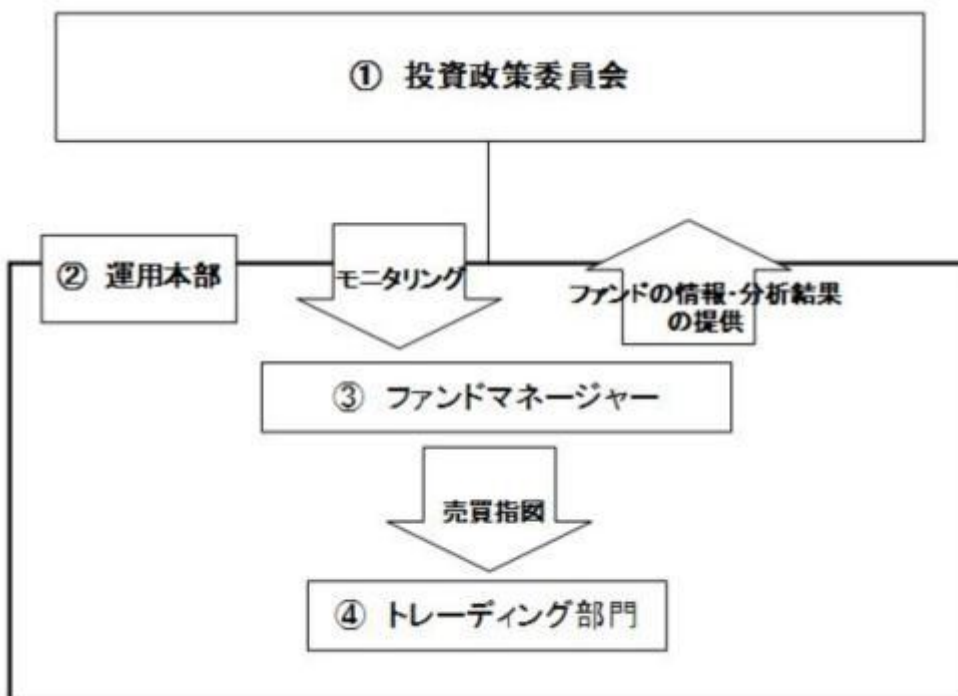 ① 投資政策委員会
② 運用本部
モニタリング
ファンドの情報・分析結果
の提供
③ ファンドマネージャー
売買指図
④ トレーディング部門